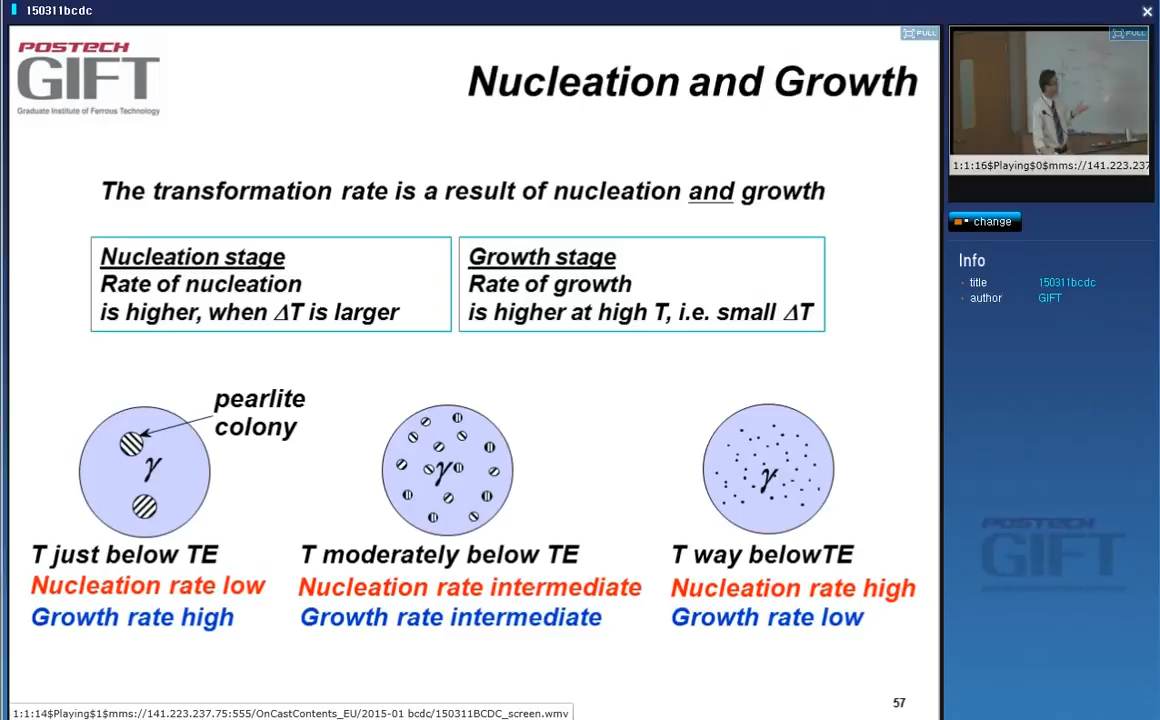 150311bcdc
POSTECH
GIFT
Graduate Institute of Ferrous Technology
FULL
FULL
Nucleation and Growth
The transformation rate is a result of nucleation and growth
Nucleation stage
Rate of nucleation
is higher, when ΔT is larger
Growth stage
Rate of growth
is higher at high T, i.e. small ΔT
pearlite
colony
γ
γ
γ
T just below TE
Nucleation rate low
Growth rate high
T moderately below TE
Nucleation rate intermediate
Growth rate intermediate
T way belowTE
Nucleation rate high
Growth rate low
57
1:1:14$Playing$1$mms://141.223.237.75:555/OnCastContents_EU/2015-01 bcdc/150311BCDC_screen.wmv
1:1:16$Playing$0$mms://141.223.237
change
Info
title 150311bcdc
author GIFT
POSTECH
GIFT